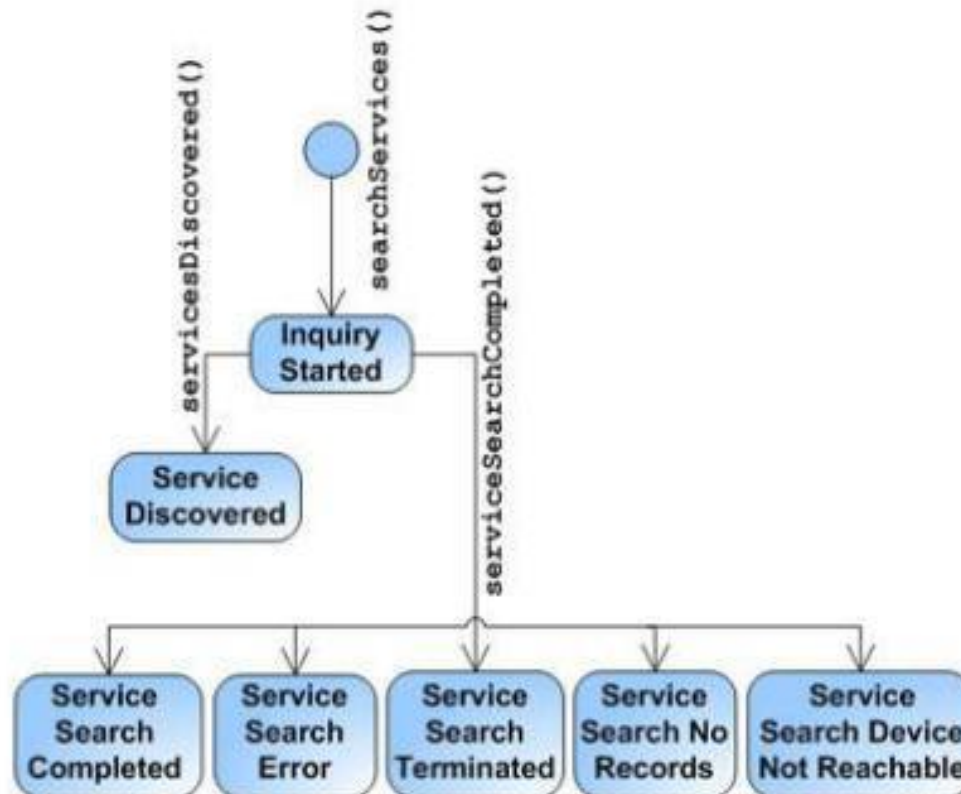 servicesDiscovered()
searchServices()
serviceSearchCompleted()
Inquiry
Started
Service
Discovered
Service
Search
Completed
Service
Search
Error
Service
Search
Terminated
Service
Search No
Records
Service
Search Device
Not Reachable